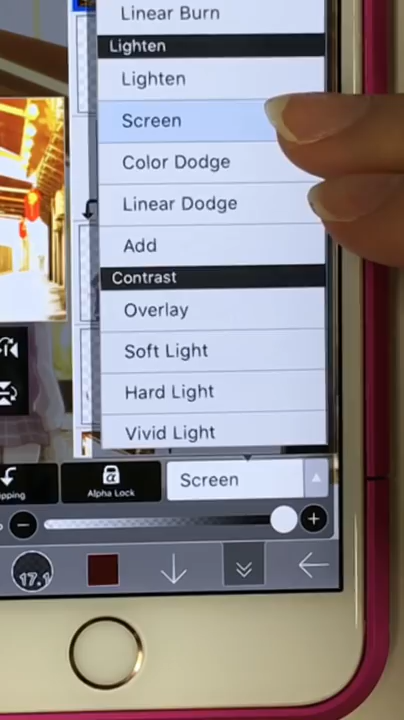 Linear Burn
Lighten
Lighten
Screen
Color Dodge
Linear Dodge
Add
Contrast
Overlay
Soft Light
Hard Light
Vivid Light
pping
α
Alpha Lock
Screen
17.1